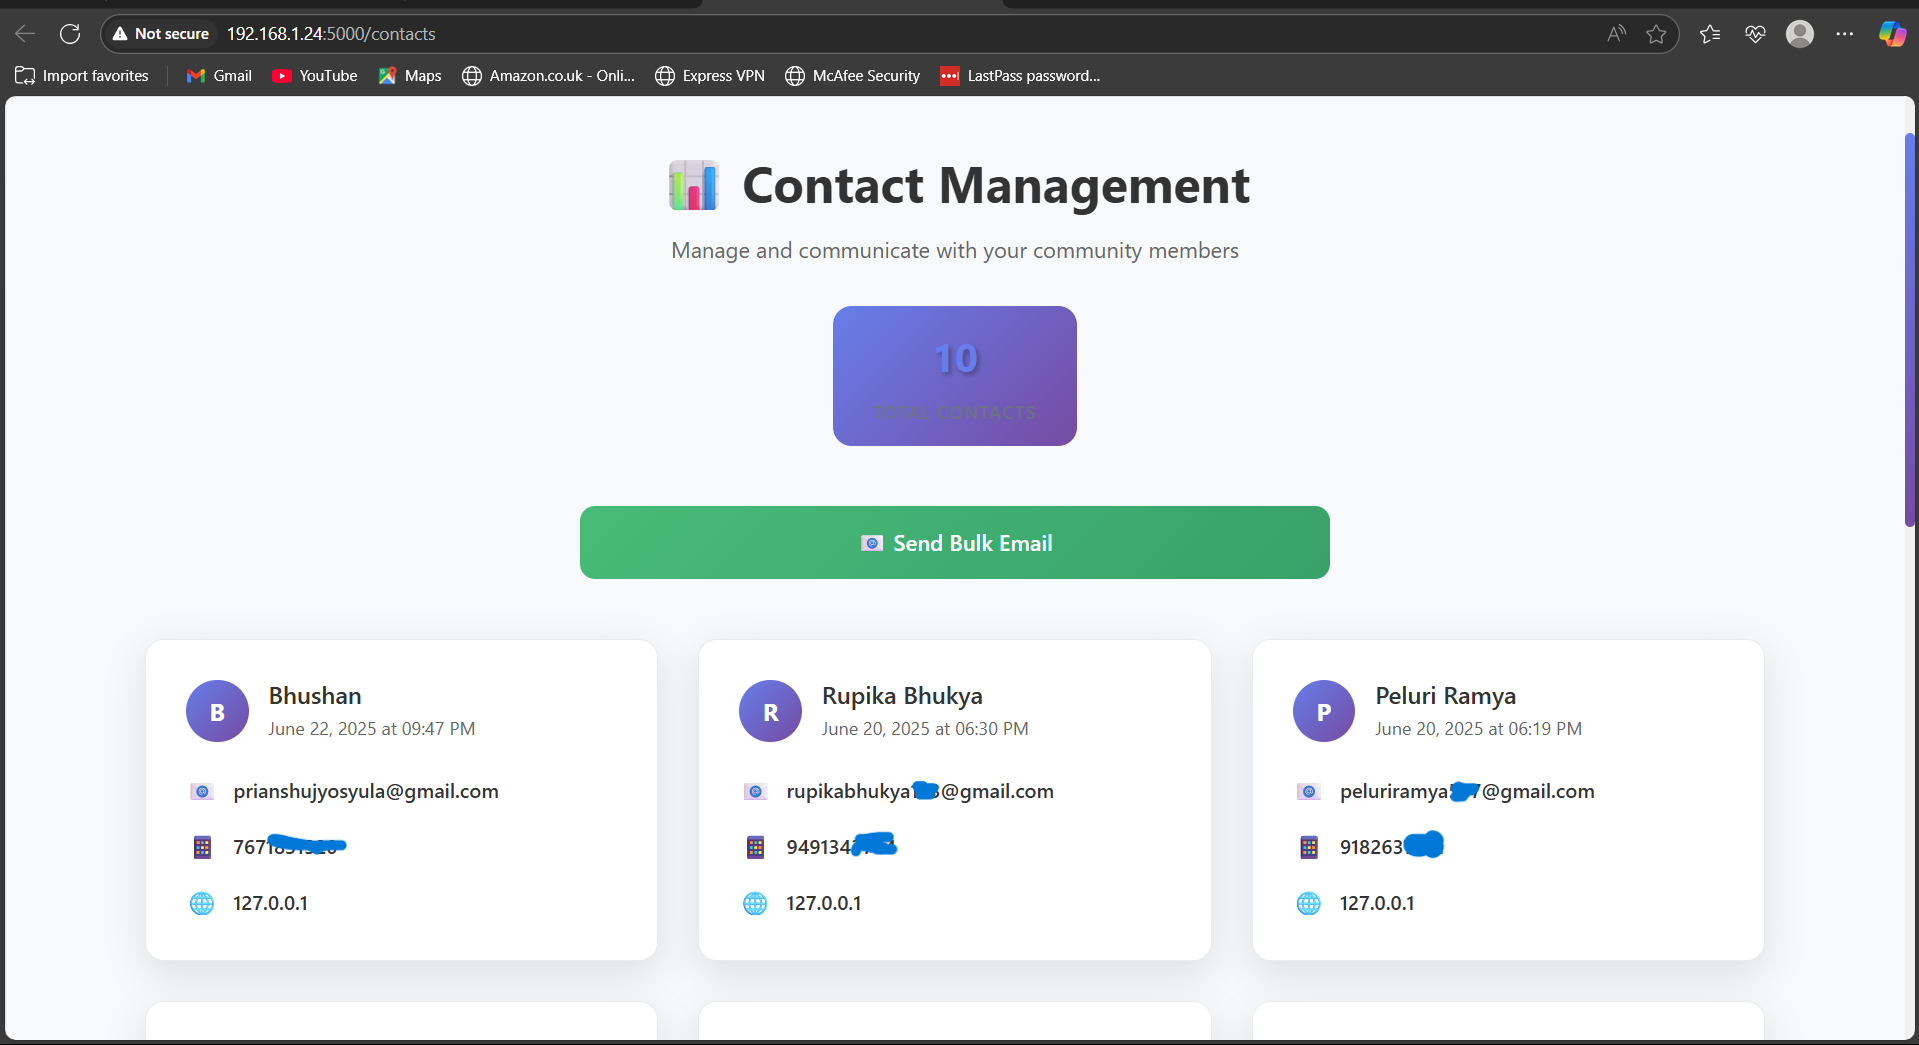 Not secure 192.168.1.24:5000/contacts
Import favorites Gmail YouTube Maps Amazon.co.uk - Onli... Express VPN McAfee Security LastPass password...
Contact Management
Manage and communicate with your community members
10
TOTAL CONTACTS
Send Bulk Email
B Bhushan
June 22, 2025 at 09:47 PM
prianshujyosyula@gmail.com
7671
127.0.0.1
R Rupika Bhukya
June 20, 2025 at 06:30 PM
rupikabhukya @gmail.com
949134
127.0.0.1
P Peluri Ramya
June 20, 2025 at 06:19 PM
peluriramya @gmail.com
918263
127.0.0.1